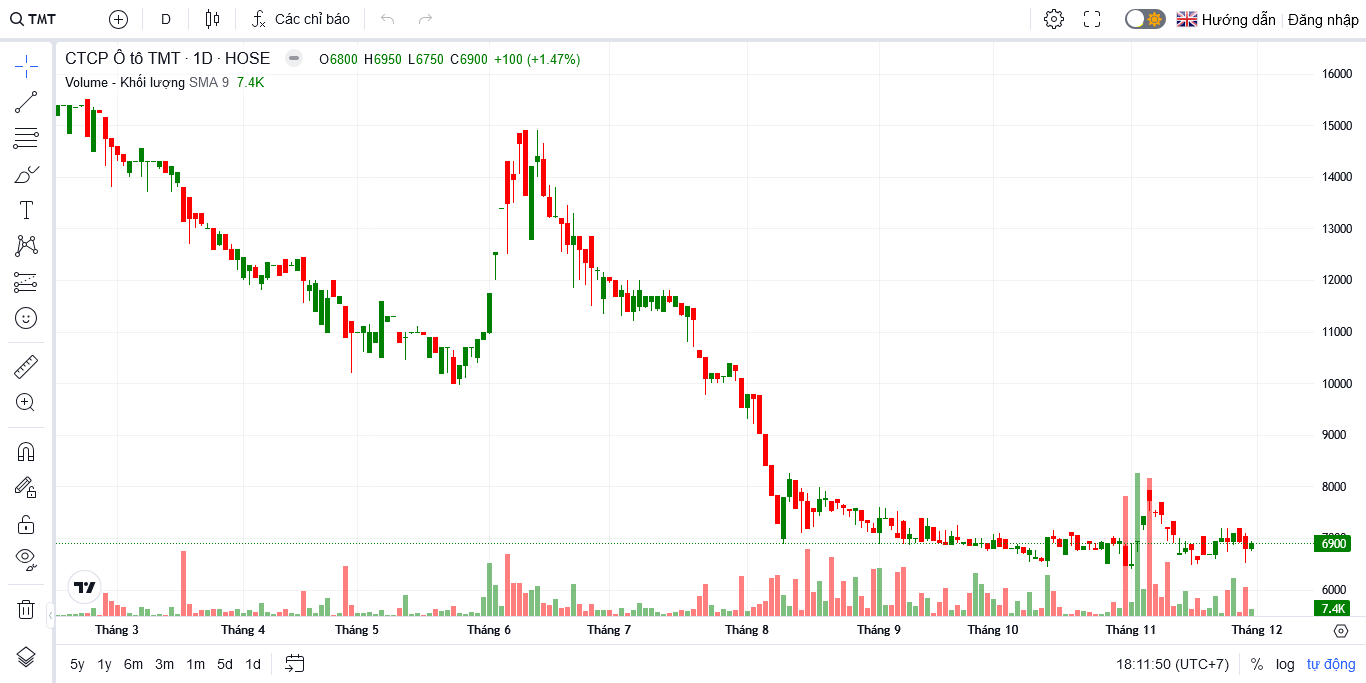 TMT D Các chỉ báo Hướng dẫn Đăng nhập
CTCP Ô tô TMT · 1D · HOSE O6800 H6950 L6750 C6900 +100 (+1.47%)
Volume - Khối lượng SMA 9 7.4K
16000
15000
14000
13000
12000
11000
10000
9000
8000
6900
6000
7.4K
Tháng 3 Tháng 4 Tháng 5 Tháng 6 Tháng 7 Tháng 8 Tháng 9 Tháng 10 Tháng 11 Tháng 12
5y 1y 6m 3m 1m 5d 1d 18:11:50 (UTC+7) % log tự động